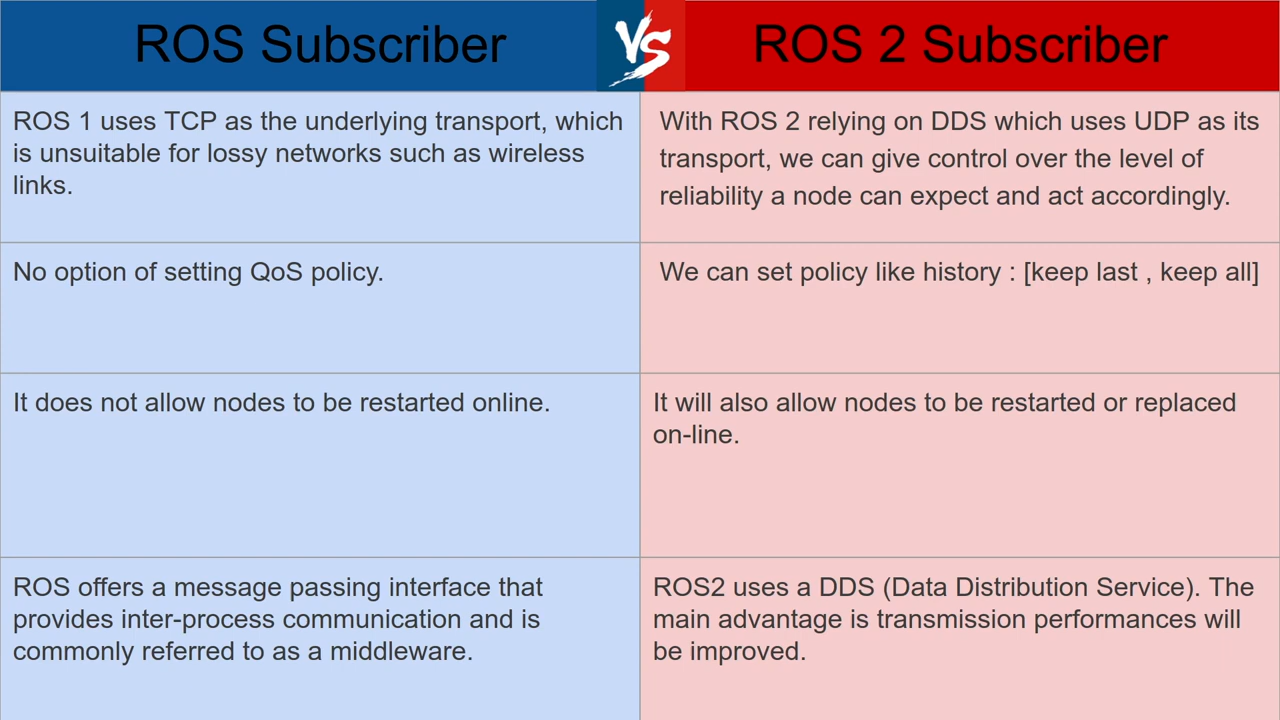 ROS Subscriber
VS
ROS 2 Subscriber
ROS 1 uses TCP as the underlying transport, which
is unsuitable for lossy networks such as wireless
links.
With ROS 2 relying on DDS which uses UDP as its
transport, we can give control over the level of
reliability a node can expect and act accordingly.
No option of setting QoS policy.
We can set policy like history : [keep last , keep all]
It does not allow nodes to be restarted online.
It will also allow nodes to be restarted or replaced
on-line.
ROS offers a message passing interface that
provides inter-process communication and is
commonly referred to as a middleware.
ROS2 uses a DDS (Data Distribution Service). The
main advantage is transmission performances will
be improved.